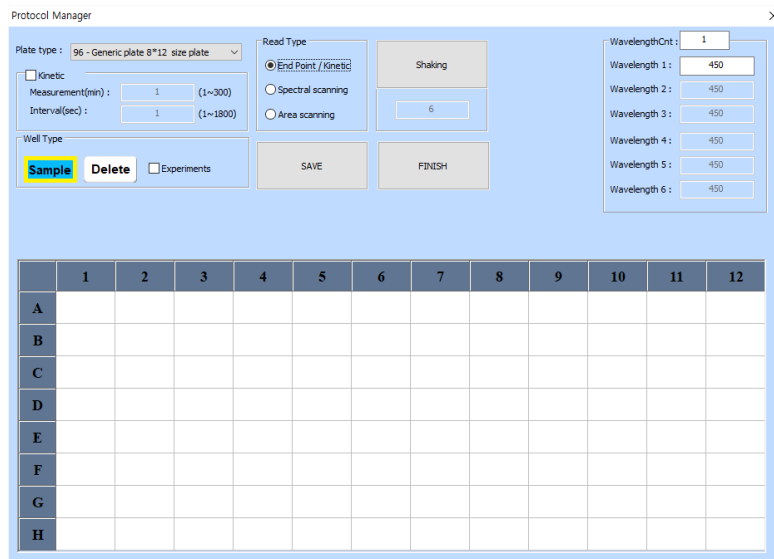 Protocol Manager
Plate type :
96 - Generic plate 8*12 size plate
Kinetic
Measurement(min) :
1
(1~300)
Interval(sec) :
1
(1~1800)
Well Type
Sample
Delete
Experiments
Read Type
End Point / Kinetic
Spectral scanning
Area scanning
Shaking
6
SAVE
FINISH
WavelengthCnt :
1
Wavelength 1 :
450
Wavelength 2 :
450
Wavelength 3 :
450
Wavelength 4 :
450
Wavelength 5 :
450
Wavelength 6 :
450
1 2 3 4 5 6 7 8 9 10 11 12
A
B
C
D
E
F
G
H